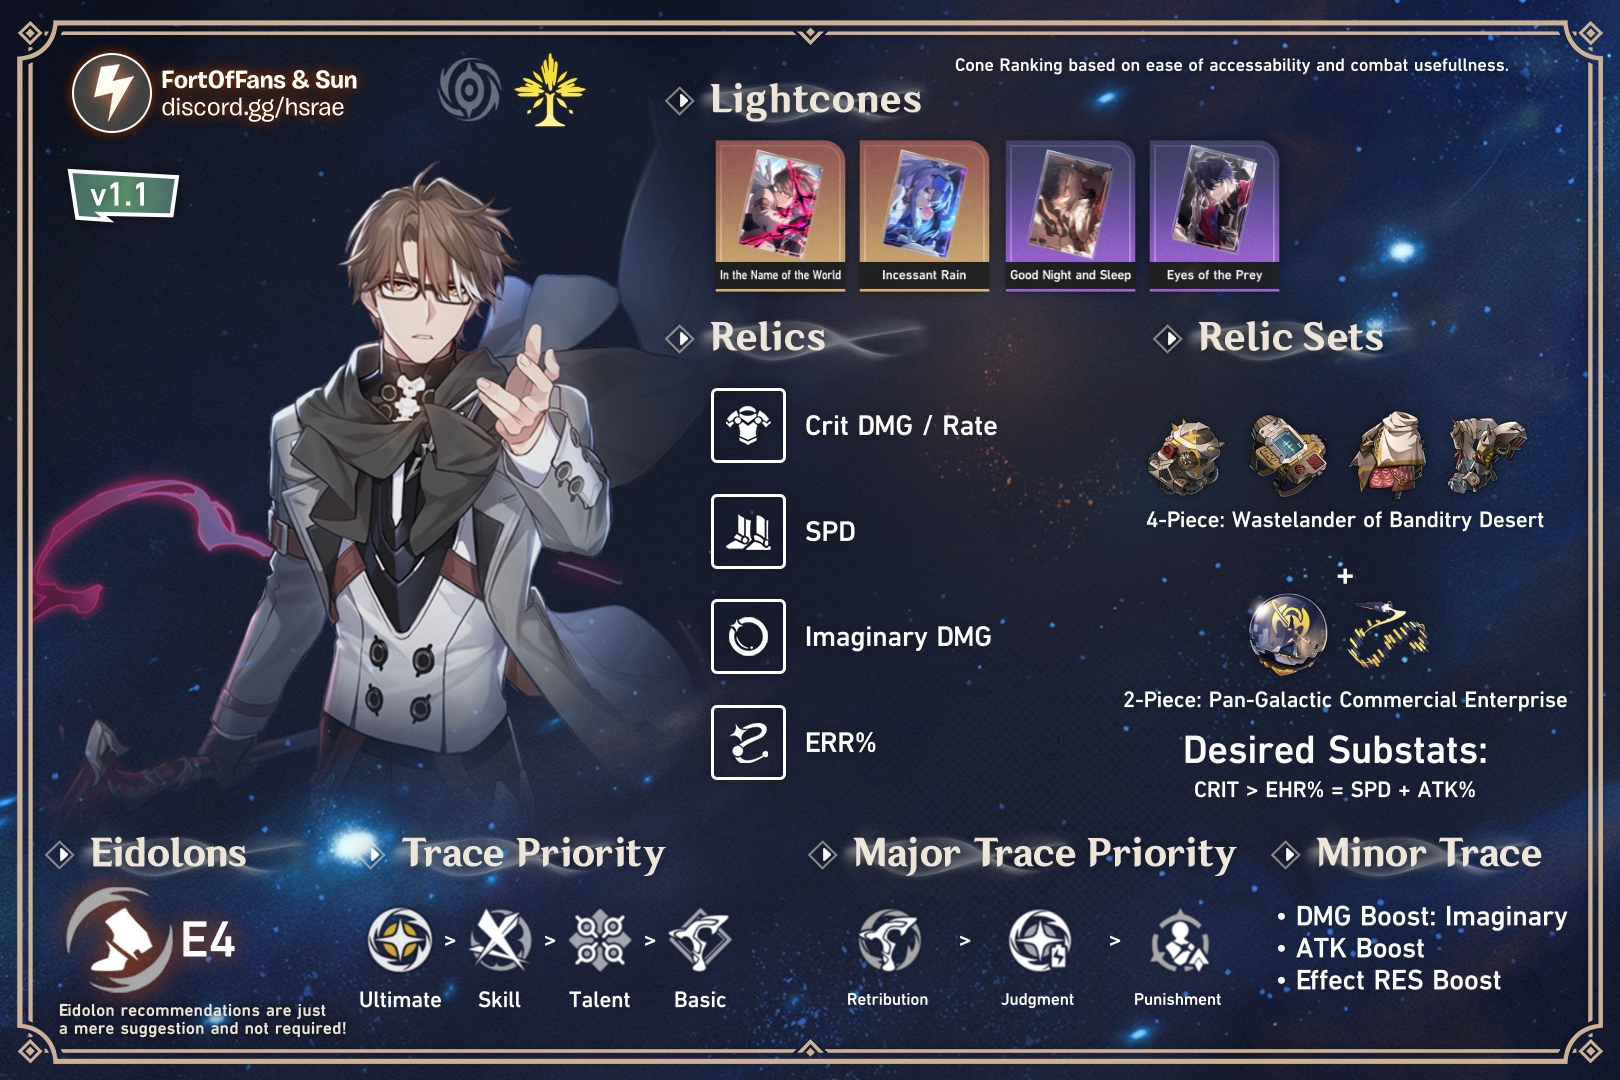 FortOfFans & Sun
discord.gg/hsrae
v1.1
Cone Ranking based on ease of accessability and combat usefullness.
Lightcones
In the Name of the World
Incessant Rain
Good Night and Sleep
Eyes of the Prey
Relics
Crit DMG / Rate
SPD
Imaginary DMG
ERR%
Relic Sets
4-Piece: Wastelander of Banditry Desert
+
2-Piece: Pan-Galactic Commercial Enterprise
Desired Substats:
CRIT > EHR% = SPD + ATK%
Eidolons
E4
Eidolon recommendations are just
a mere suggestion and not required!
Trace Priority
> > >
Ultimate Skill Talent Basic
Major Trace Priority
> >
Retribution Judgment Punishment
Minor Trace
• DMG Boost: Imaginary
• ATK Boost
• Effect RES Boost